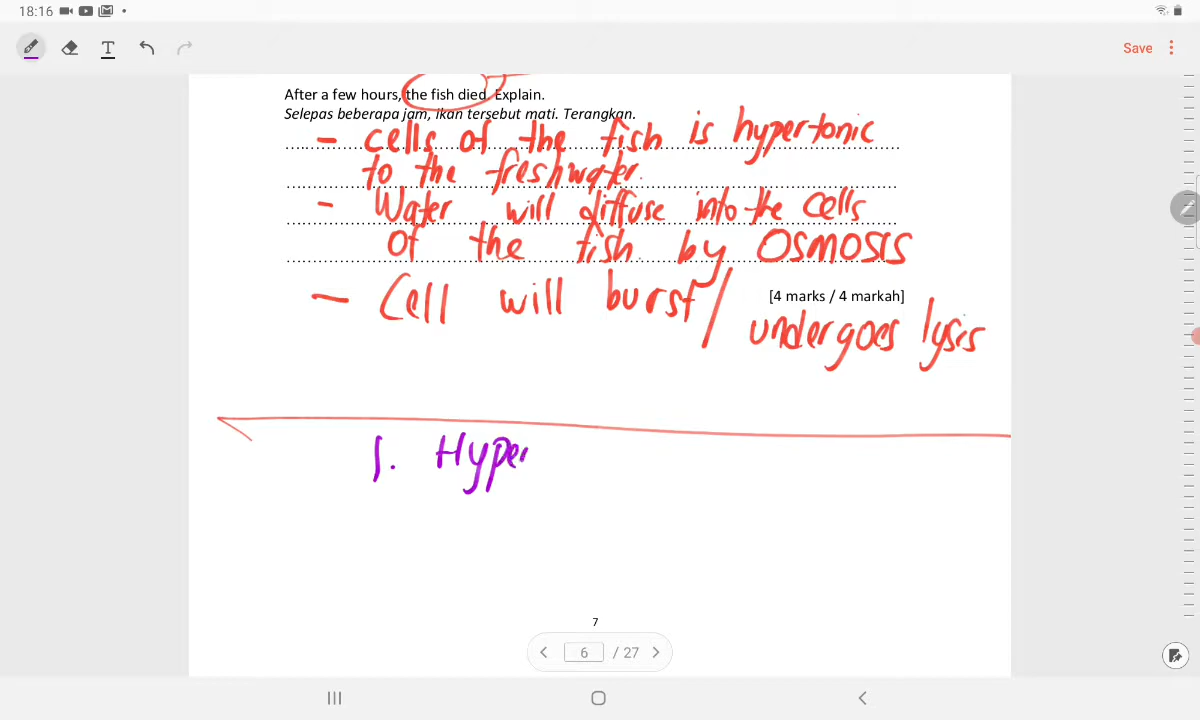 18:16
Save
After a few hours, the fish died. Explain.
Selepas beberapa jam, ikan tersebut mati. Terangkan.
- cells of the fish is hypertonic
to the freshwater.
- Water will diffuse into the cells
of the fish by osmosis
[4 marks / 4 markah]
- Cell will burst / undergoes lysis
1. Hyper
7
6 / 27